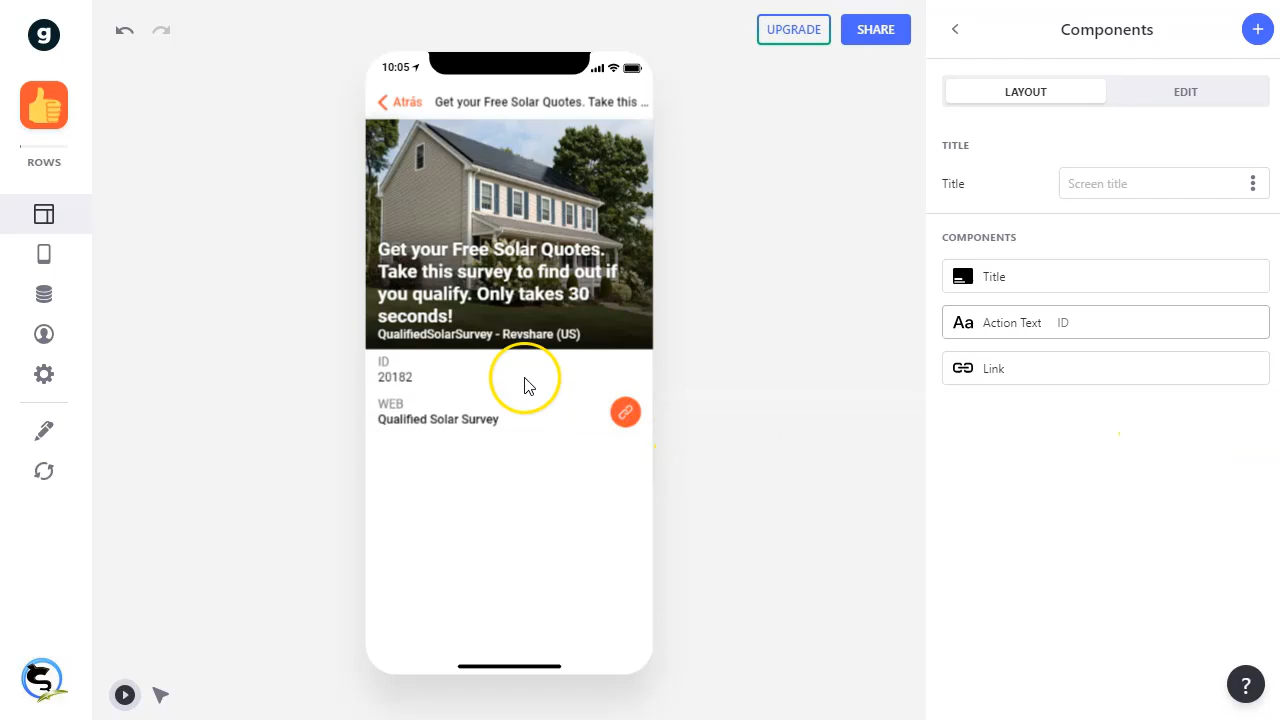 g
UPGRADE
SHARE
Components
+
ROWS
10:05
Atrás
Get your Free Solar Quotes. Take this ...
LAYOUT
EDIT
TITLE
Title
Screen title
COMPONENTS
Title
Aa Action Text ID
Link
Get your Free Solar Quotes.
Take this survey to find out if
you qualify. Only takes 30
seconds!
QualifiedSolarSurvey - Revshare (US)
ID
20182
WEB
Qualified Solar Survey
?